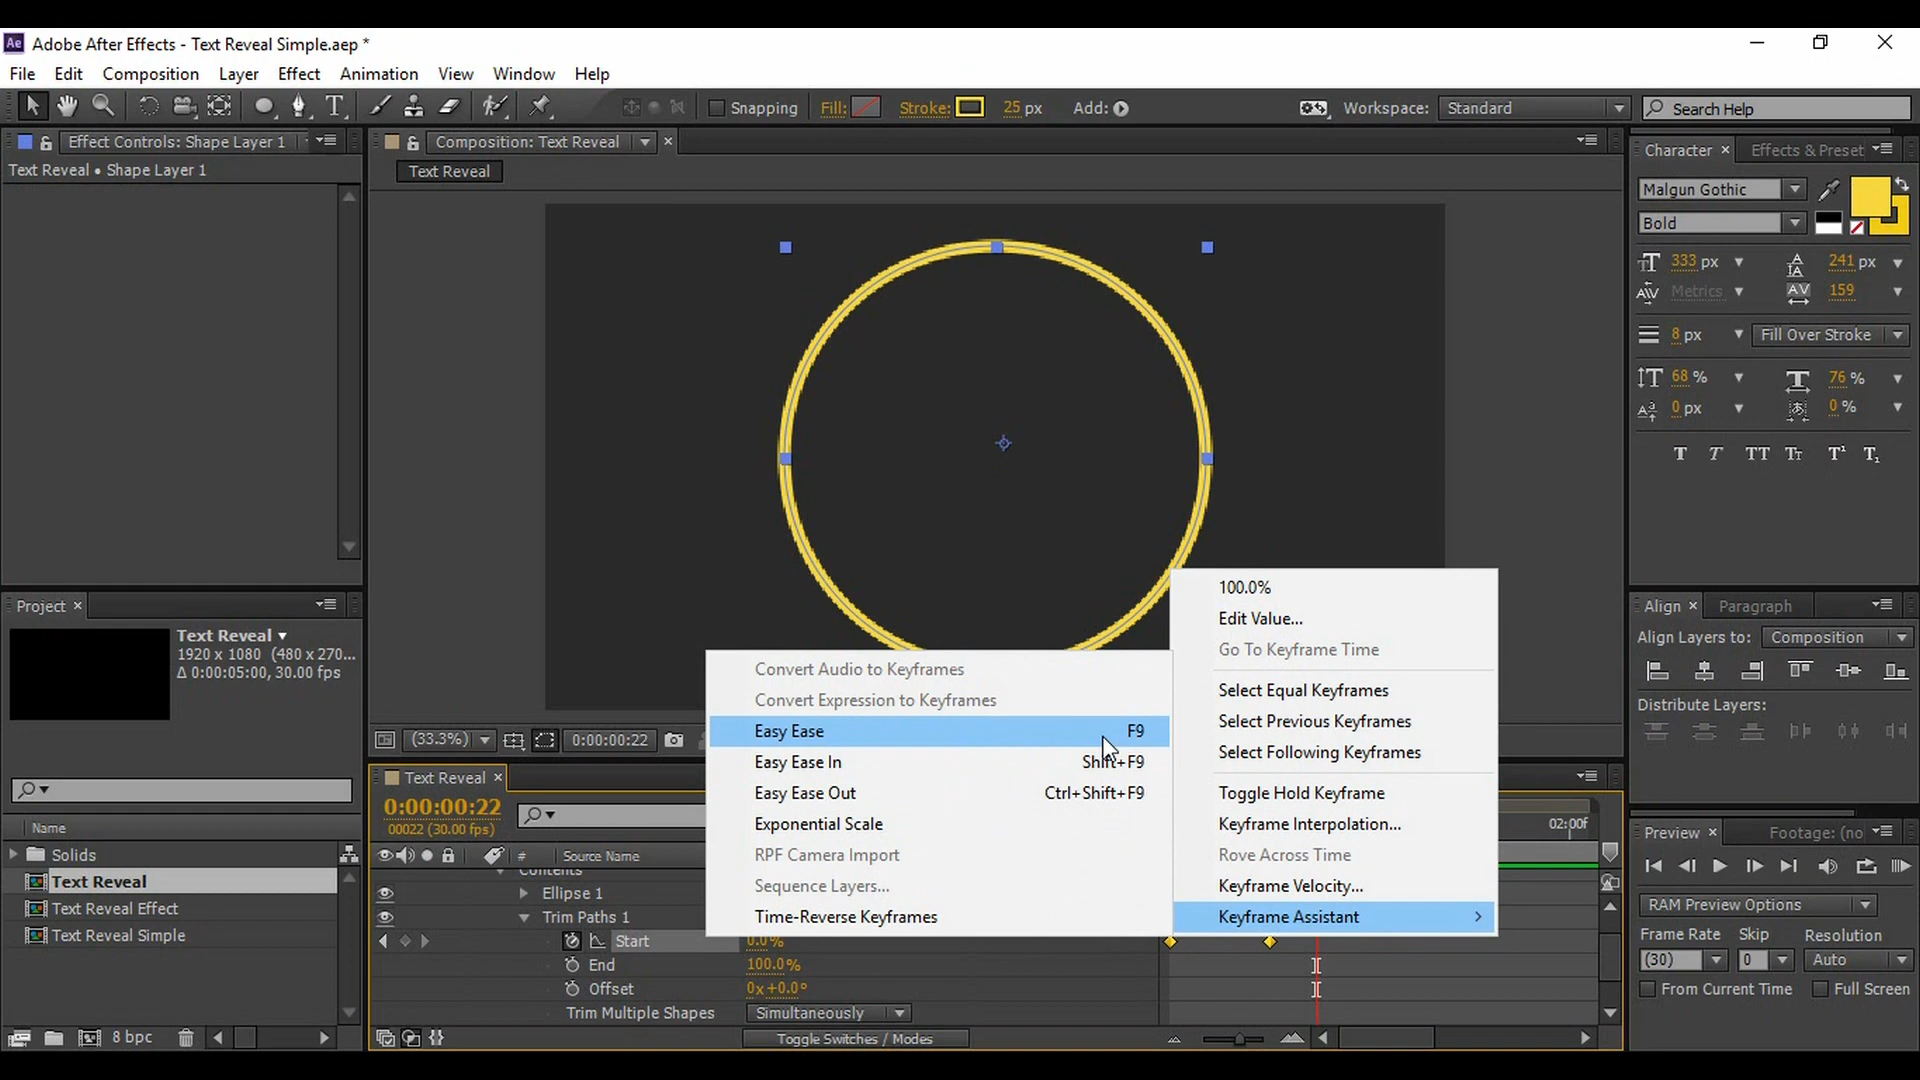 Ae Adobe After Effects - Text Reveal Simple.aep *
File Edit Composition Layer Effect Animation View Window Help
Snapping Fill: Stroke: 25 px Add: Workspace: Standard Search Help
Effect Controls: Shape Layer 1
Text Reveal • Shape Layer 1
Composition: Text Reveal
Text Reveal
Character Effects & Preset
Malgun Gothic
Bold
333 px 241 px
Metrics 159
8 px Fill Over Stroke
68 % 76 %
0 px 0 %
Project
Text Reveal
1920 x 1080 (480 x 270...
Δ 0:00:05:00, 30.00 fps
Name
Solids
Text Reveal
Text Reveal Effect
Text Reveal Simple
8 bpc
(33.3%) 0:00:00:22
Text Reveal
0:00:00:22
00022 (30.00 fps)
# Source Name
Contents
Ellipse 1
Trim Paths 1
Start 0.0%
End 100.0%
Offset 0x+0.0°
Trim Multiple Shapes Simultaneously
Toggle Switches / Modes
02:00f
Convert Audio to Keyframes
Convert Expression to Keyframes
Easy Ease F9
Easy Ease In Shift+F9
Easy Ease Out Ctrl+Shift+F9
Exponential Scale
RPF Camera Import
Sequence Layers...
Time-Reverse Keyframes
100.0%
Edit Value...
Go To Keyframe Time
Select Equal Keyframes
Select Previous Keyframes
Select Following Keyframes
Toggle Hold Keyframe
Keyframe Interpolation...
Rove Across Time
Keyframe Velocity...
Keyframe Assistant
Align Paragraph
Align Layers to: Composition
Distribute Layers:
Preview Footage: (no
RAM Preview Options
Frame Rate Skip Resolution
(30) 0 Auto
From Current Time Full Screen